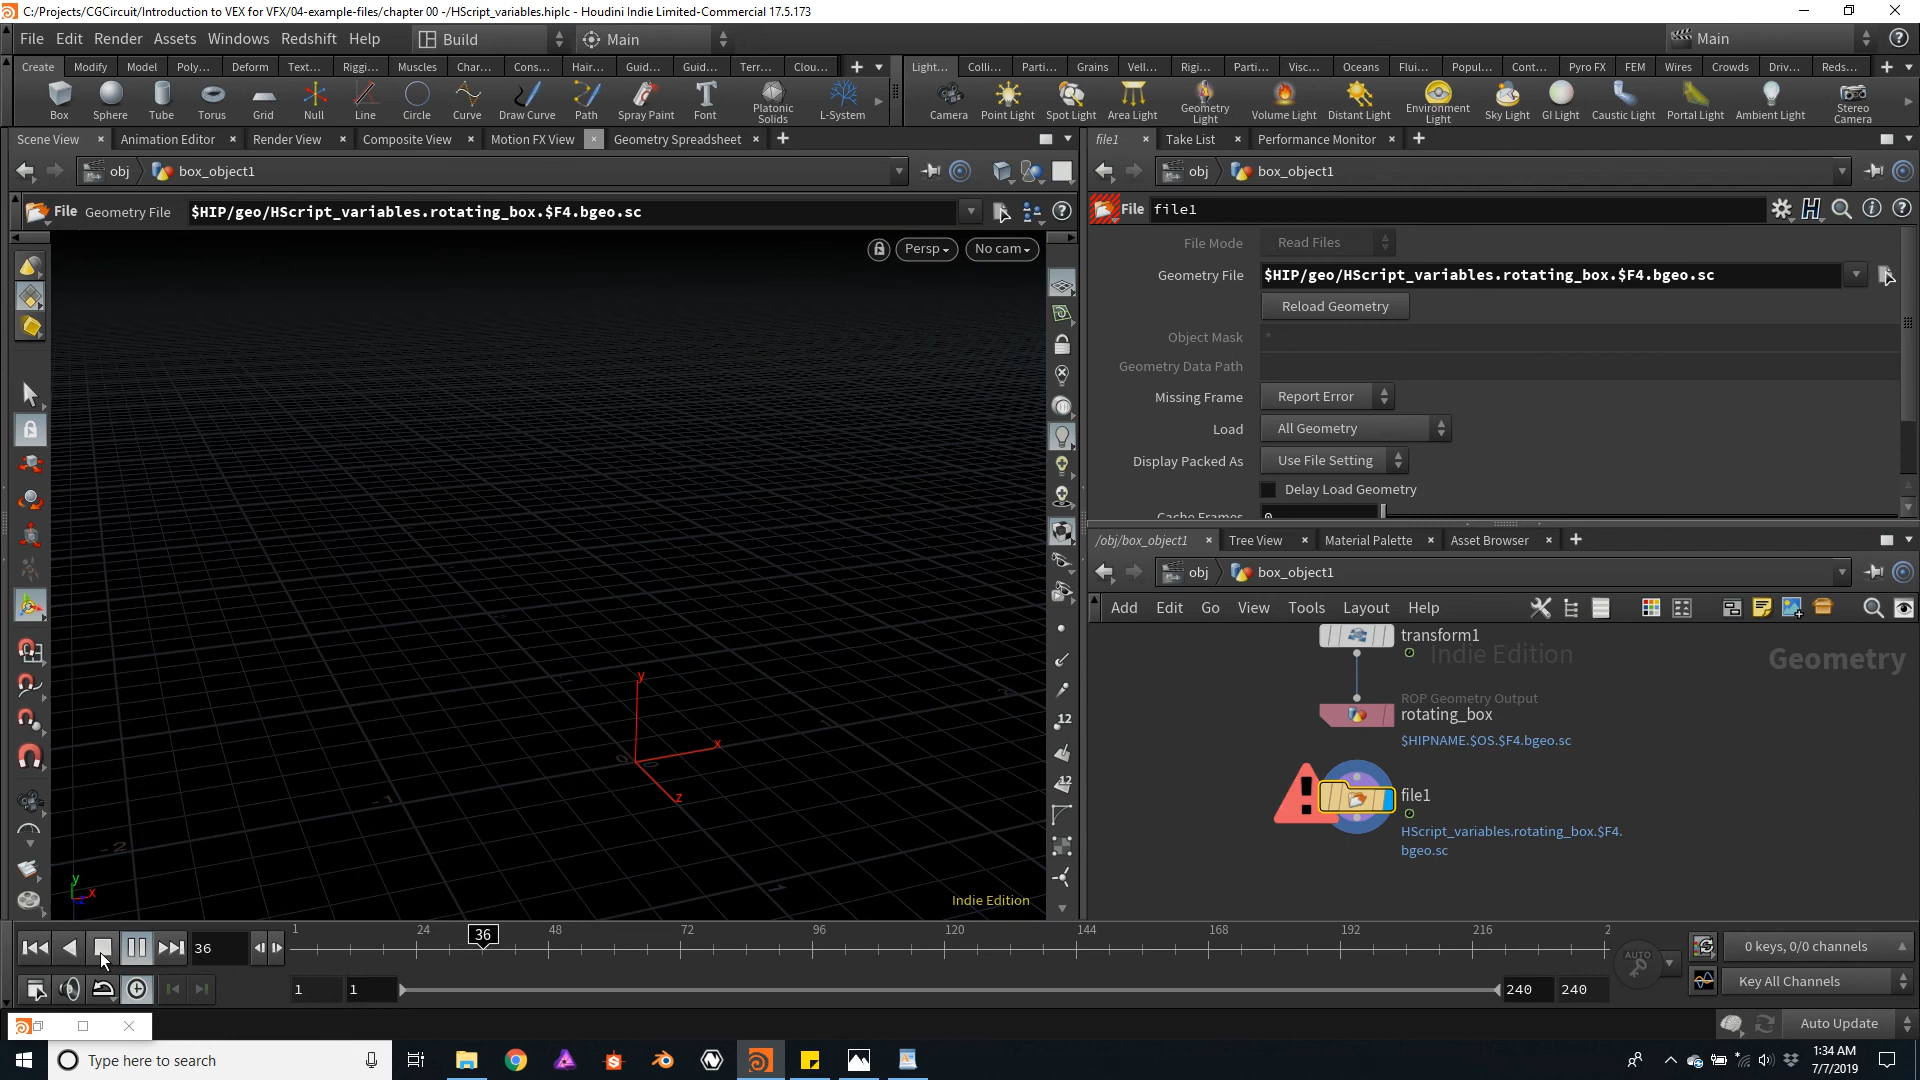 C:/Projects/CGCircuit/Introduction to VEX for VFX/04-example-files/chapter 00 -/HScript_variables.hiplc - Houdini Indie Limited-Commercial 17.5.173
File Edit Render Assets Windows Redshift Help Build Main Main
Create Modify Model Poly... Deform Text... Riggi... Muscles Char... Cons... Hair... Guid... Guid... Terr... Clou... Light... Colli... Parti... Grains Vell... Rigi... Parti... Visc... Oceans Flui... Popul... Cont... Pyro FX FEM Wires Crowds Driv... Reds...
Box Sphere Tube Torus Grid Null Line Circle Curve Draw Curve Path Spray Paint Font Platonic Solids L-System Camera Point Light Spot Light Area Light Geometry Light Volume Light Distant Light Environment Light Sky Light GI Light Caustic Light Portal Light Ambient Light Stereo Camera
Scene View Animation Editor Render View Composite View Motion FX View Geometry Spreadsheet
file1 Take List Performance Monitor
obj box_object1
obj box_object1
File Geometry File $HIP/geo/HScript_variables.rotating_box.$F4.bgeo.sc
File file1
Persp No cam
File Mode Read Files
Geometry File $HIP/geo/HScript_variables.rotating_box.$F4.bgeo.sc
Reload Geometry
Object Mask *
Geometry Data Path
Missing Frame Report Error
Load All Geometry
Display Packed As Use File Setting
Delay Load Geometry
Cache Frames 0
/obj/box_object1 Tree View Material Palette Asset Browser
obj box_object1
Add Edit Go View Tools Layout Help
transform1
Indie Edition
Geometry
ROP Geometry Output
rotating_box
$HIPNAME.$OS.$F4.bgeo.sc
file1
HScript_variables.rotating_box.$F4.
bgeo.sc
12
12
y
x
z
0
-1
-2
1
y
x
z
Indie Edition
36
1 24 36 48 72 96 120 144 168 192 216 2
AUTO
0 keys, 0/0 channels
1 1 240 240
Key All Channels
Auto Update
Type here to search
1:34 AM
7/7/2019